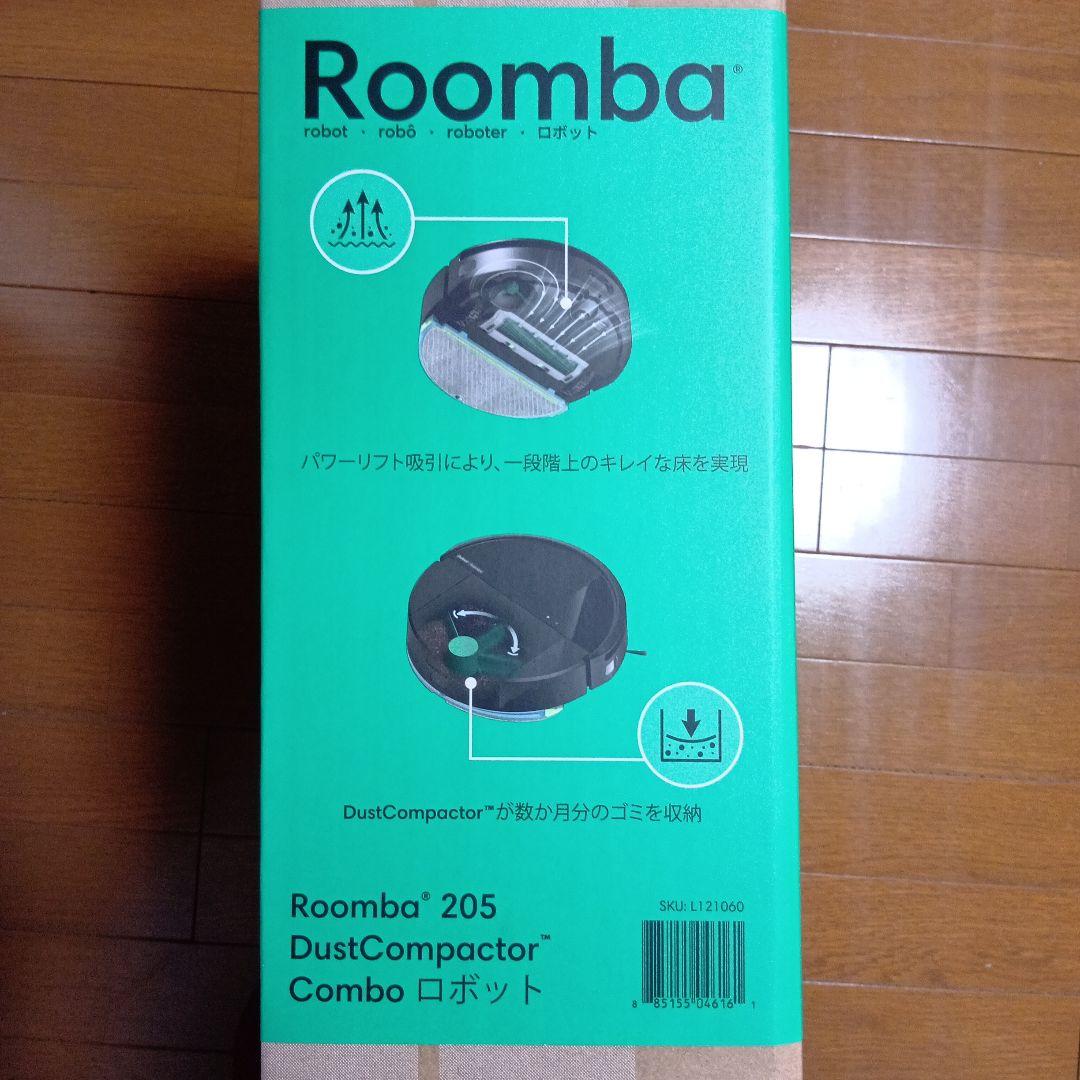 Roomba®
robot · robô · roboter · ロボット
パワーリフト吸引により、一段階上のキレイな床を実現
DustCompactor™が数か月分のゴミを収納
Roomba® 205
DustCompactor™
Combo ロボット
SKU: L121060
8 85155 04616 1